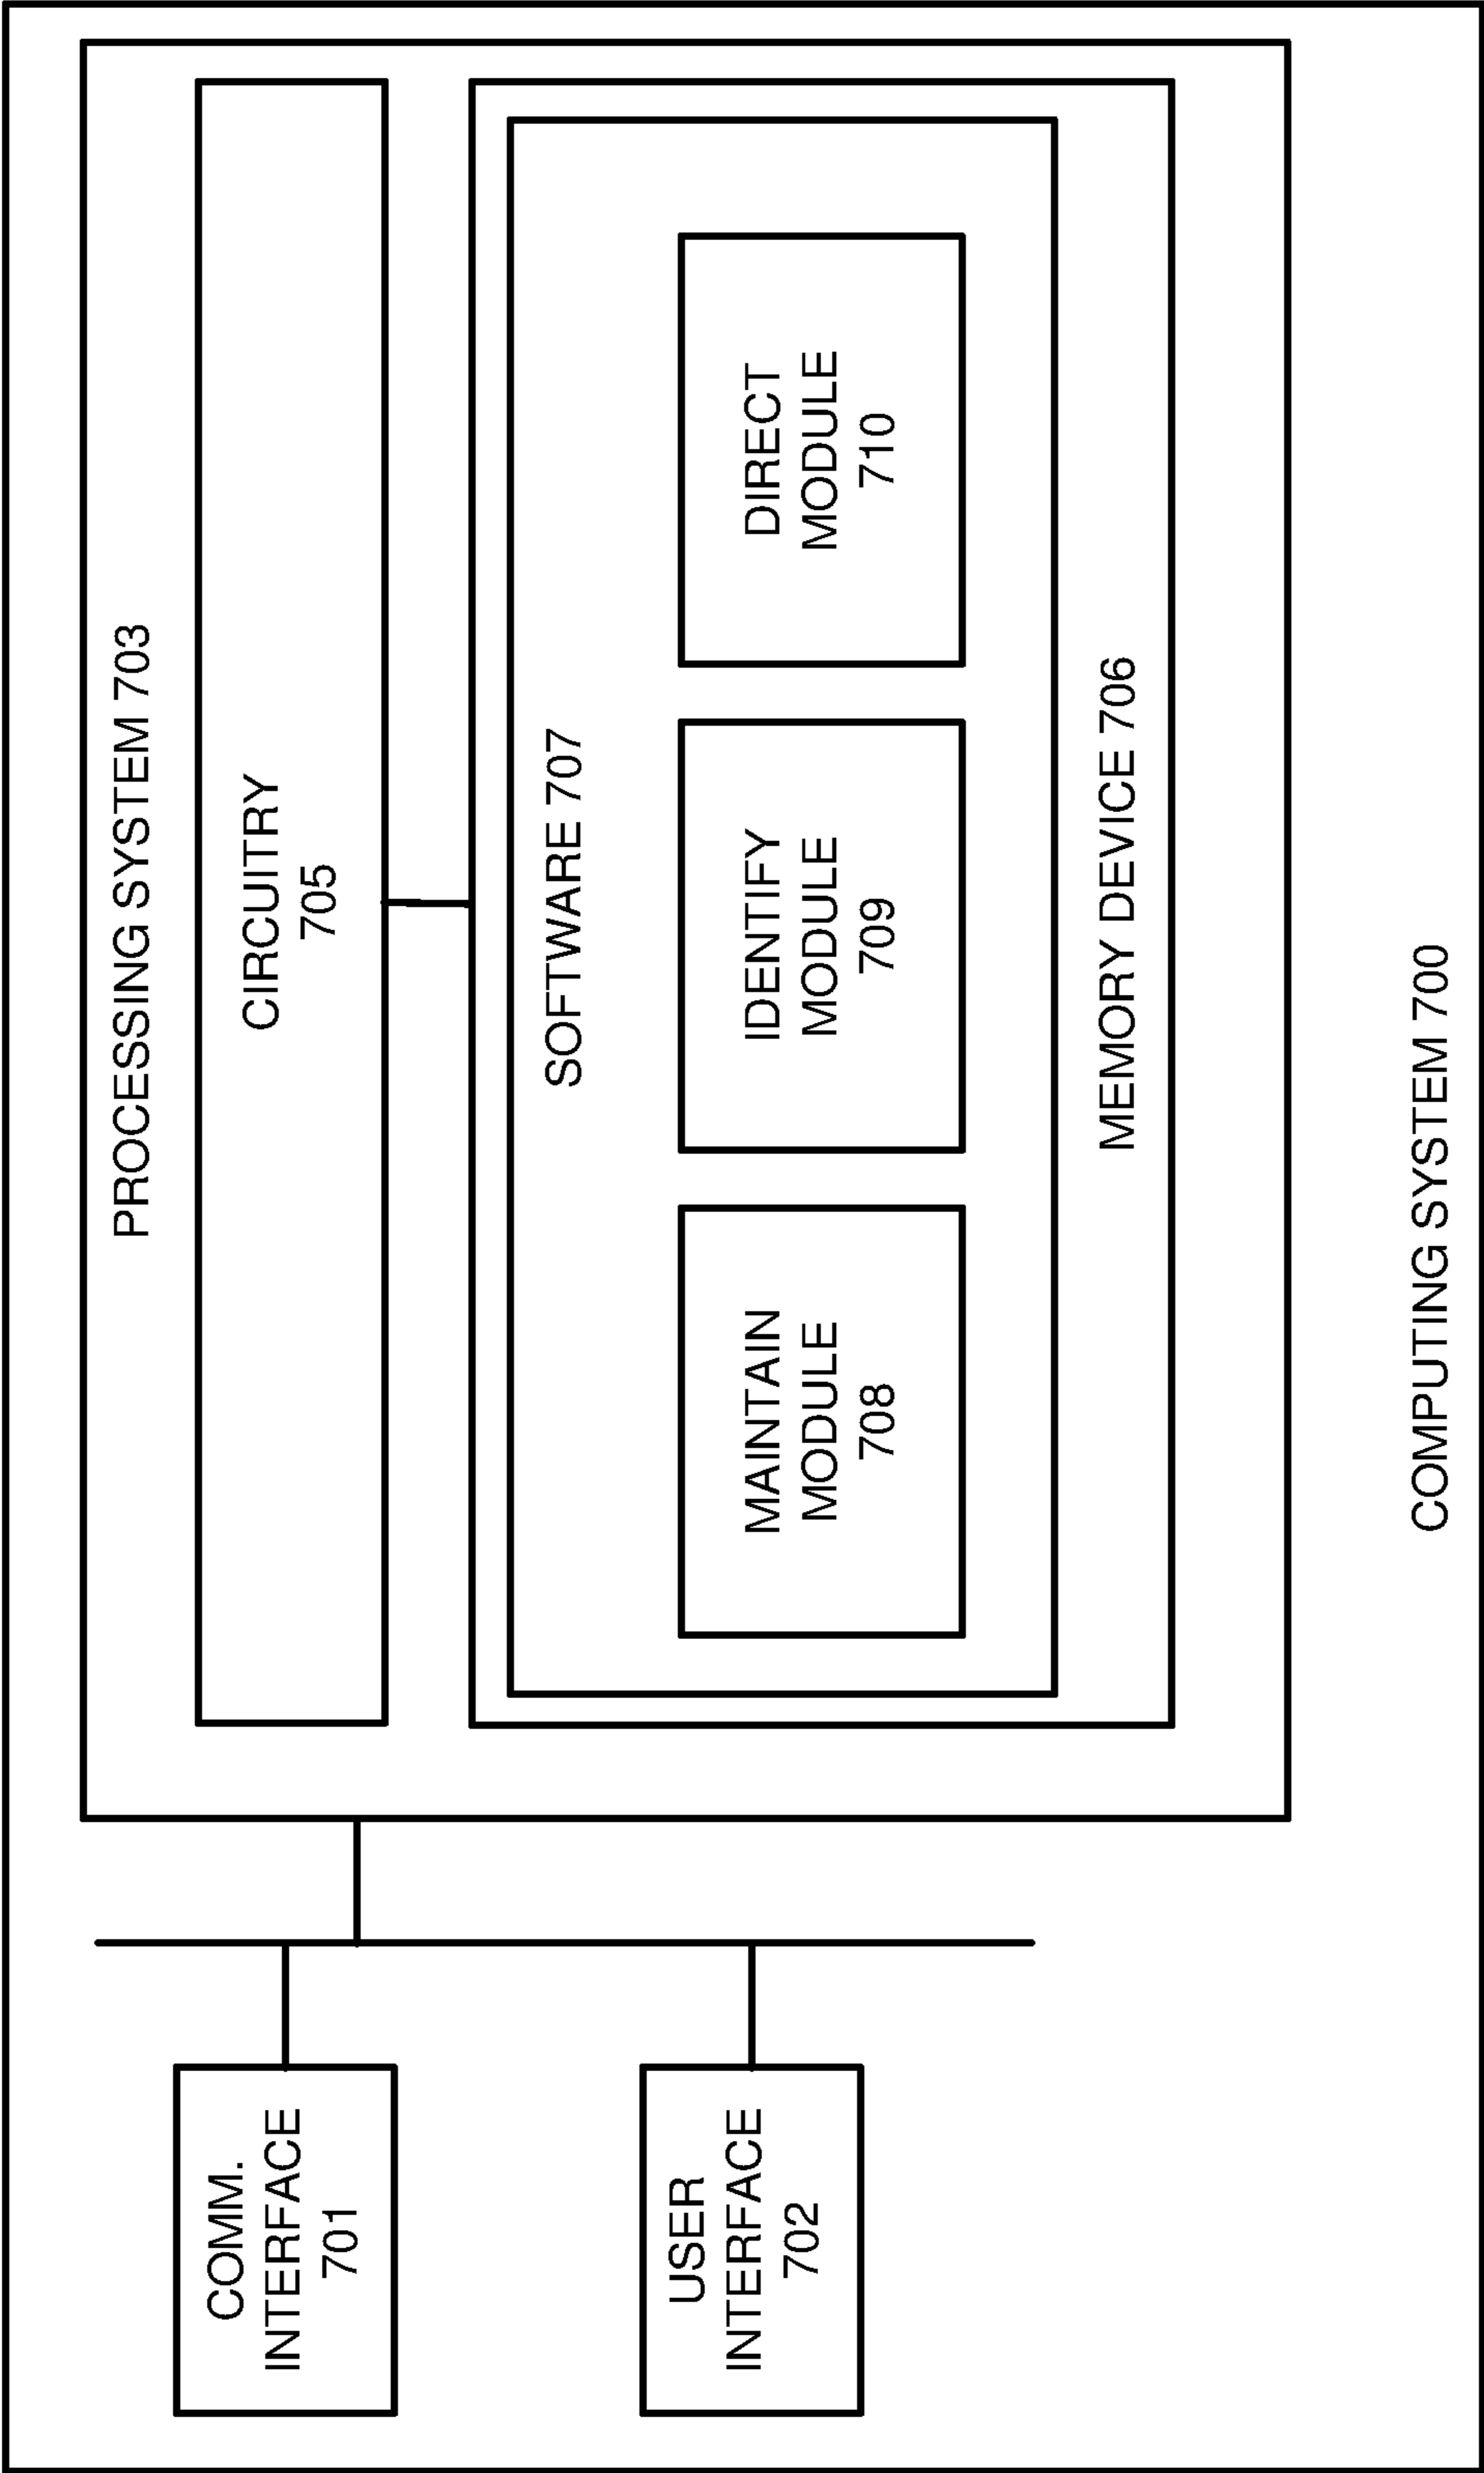 PROCESSING SYSTEM 703
COMM.
INTERFACE
701
CIRCUITRY
705
SOFTWARE 707
USER
INTERFACE
702
MAINTAIN
MODULE
708
IDENTIFY
MODULE
709
DIRECT
MODULE
710
MEMORY DEVICE 706
COMPUTING SYSTEM 700